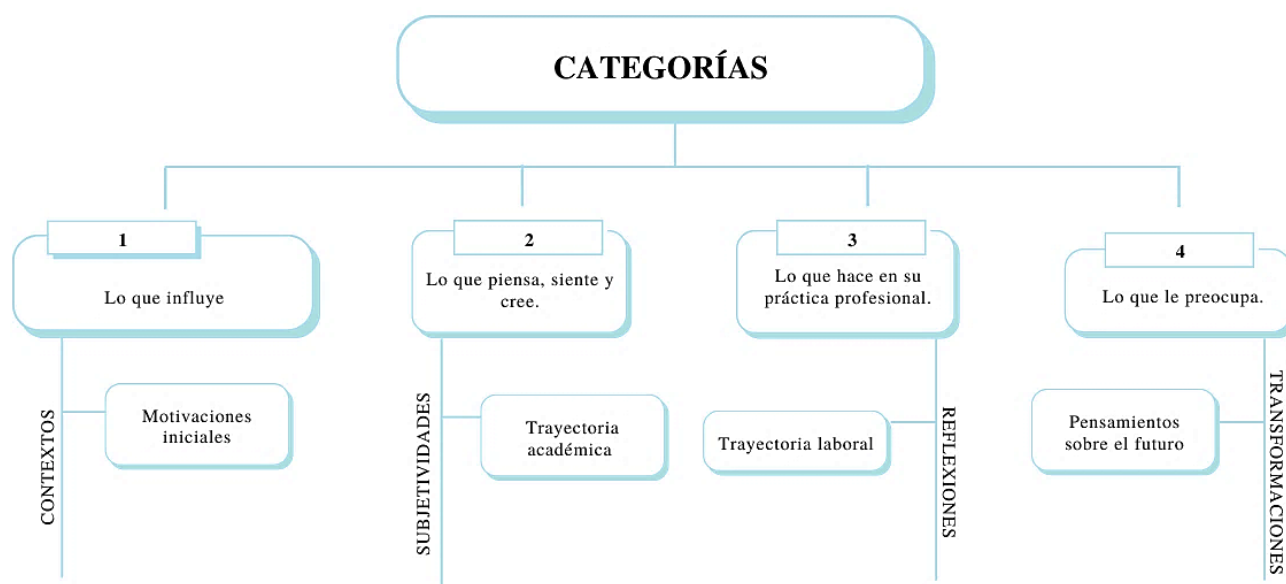 CATEGORÍAS
1
Lo que influye
CONTEXTOS
Motivaciones
iniciales
2
Lo que piensa, siente y
cree.
SUBJETIVIDADES
Trayectoria
académica
3
Lo que hace en su
práctica profesional.
Trayectoria laboral
REFLEXIONES
4
Lo que le preocupa.
Pensamientos
sobre el futuro
TRANSFORMACIONES